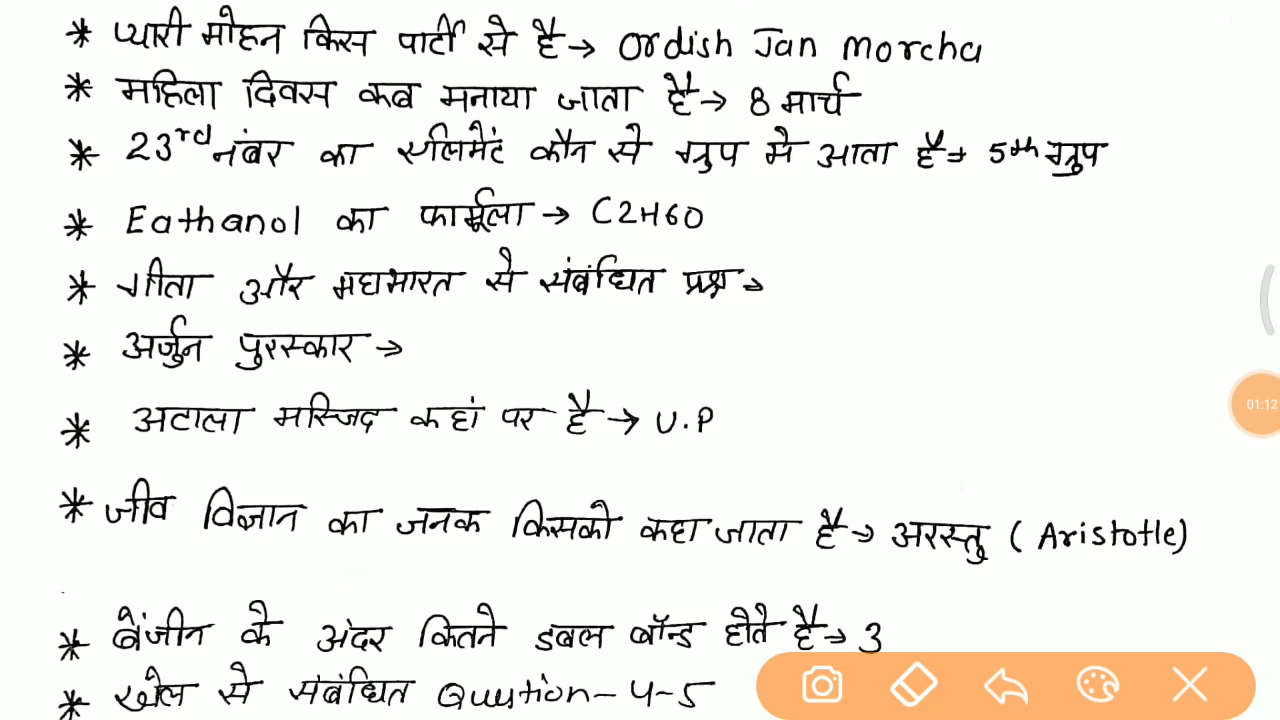 * प्यारी मोहन किस पार्टी से है → Ordish Jan morcha
* महिला दिवस कब मनाया जाता है → 8 मार्च
* 23rd नंबर का एलिमेंट कौन से ग्रुप मे आता है → 5th ग्रुप
* Eathanol का फार्मूला → C2H6O
* गीता और महाभारत से संबंधित प्रश्न →
* अर्जुन पुरस्कार →
01:12
* अटाला मस्जिद कहां पर है → U.P
* जीव विज्ञान का जनक किसको कहा जाता है → अरस्तु (Aristotle)
* बेंजीन के अंदर कितने डबल बॉन्ड होते है → 3
* खेल से संबंधित Question - 4-5